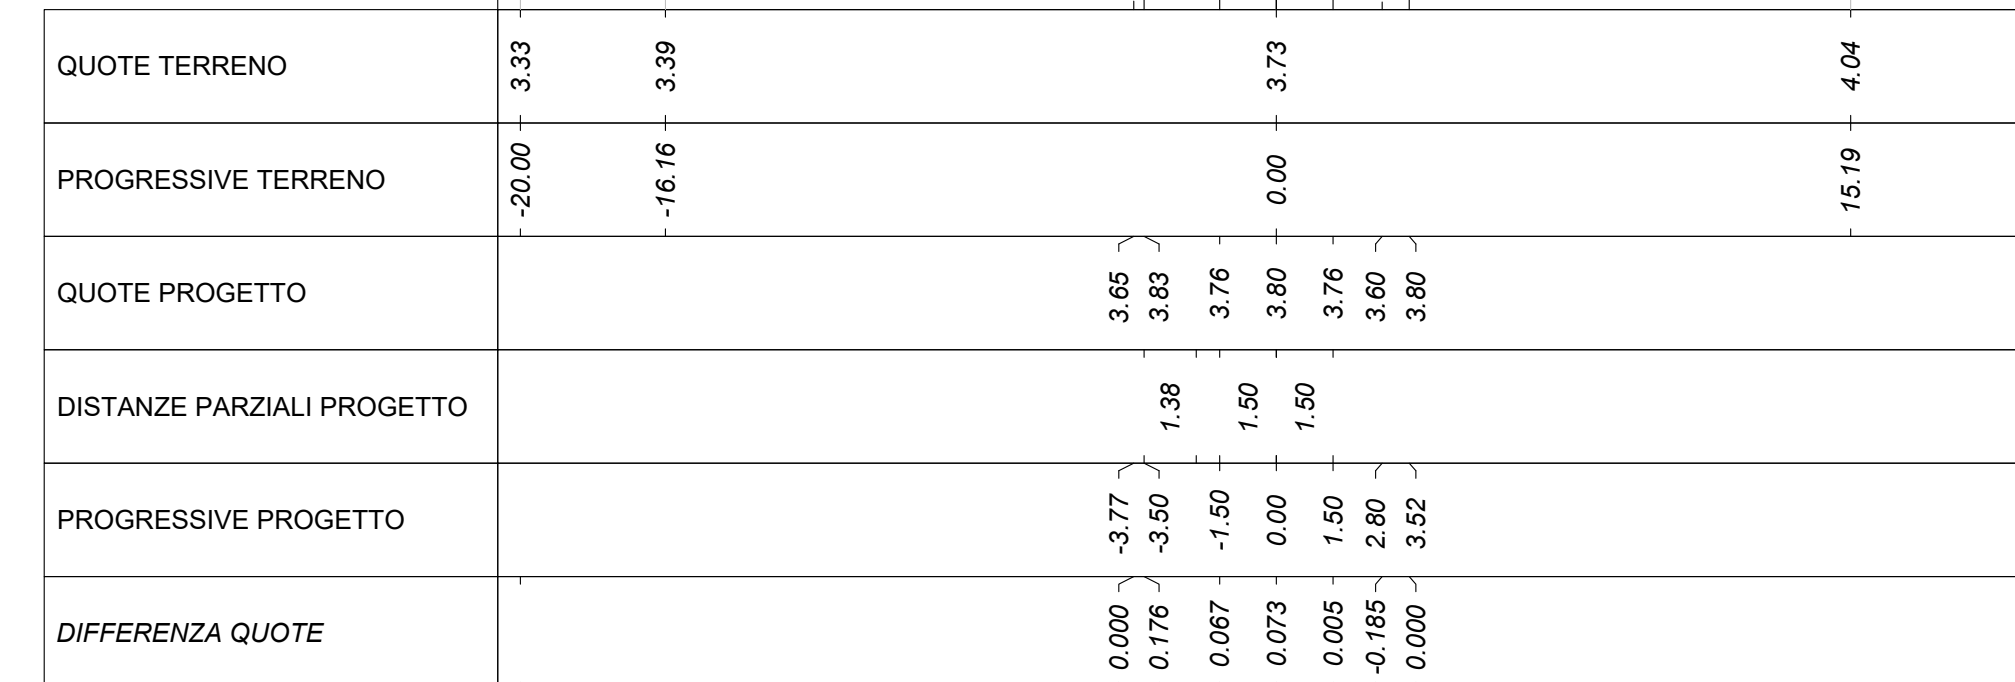 QUOTE TERRENO 3.33 3.39 3.73 4.04
PROGRESSIVE TERRENO -20.00 -16.16 0.00 15.19
QUOTE PROGETTO 3.65 3.83 3.76 3.80 3.76 3.60 3.80
DISTANZE PARZIALI PROGETTO 1.38 1.50 1.50
PROGRESSIVE PROGETTO -3.77 -3.50 -1.50 0.00 1.50 2.80 3.52
DIFFERENZA QUOTE 0.000 0.176 0.067 0.073 0.005 -0.185 0.000